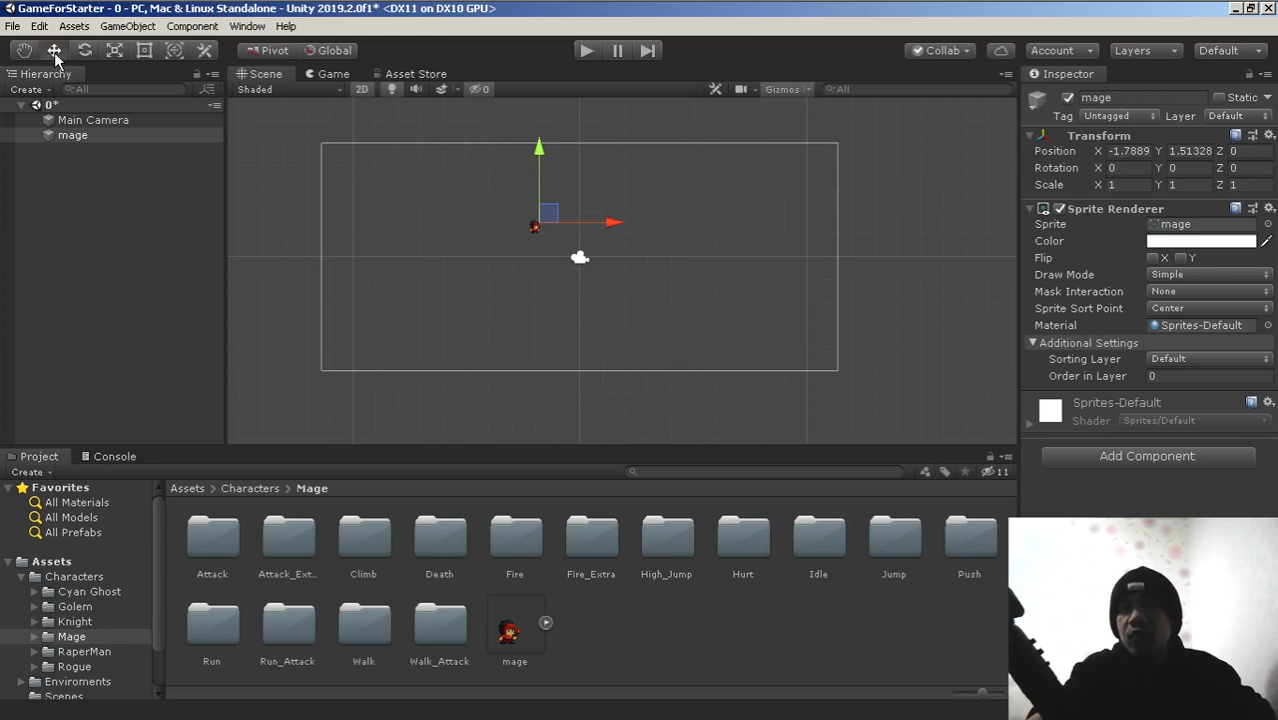 GameForStarter - 0 - PC, Mac & Linux Standalone - Unity 2019.2.0f1* <DX11 on DX10 GPU>
File Edit Assets GameObject Component Window Help
Pivot Global Collab Account Layers Default
Hierarchy
Create All
0*
Main Camera
mage
Scene Game Asset Store
Shaded 2D 0 Gizmos All
Inspector
mage Static
Tag Untagged Layer Default
Transform
Position X -1.7889 Y 1.51328 Z 0
Rotation X 0 Y 0 Z 0
Scale X 1 Y 1 Z 1
Sprite Renderer
Sprite mage
Color
Flip X Y
Draw Mode Simple
Mask Interaction None
Sprite Sort Point Center
Material Sprites-Default
Additional Settings
Sorting Layer Default
Order in Layer 0
Sprites-Default
Shader Sprites/Default
Add Component
Project Console
Create 11
Favorites
All Materials
All Models
All Prefabs
Assets
Characters
Cyan Ghost
Golem
Knight
Mage
RaperMan
Rogue
Enviroments
Scenes
Assets > Characters > Mage
Attack Attack_Ext... Climb Death Fire Fire_Extra High_Jump Hurt Idle Jump Push
Run Run_Attack Walk Walk_Attack mage